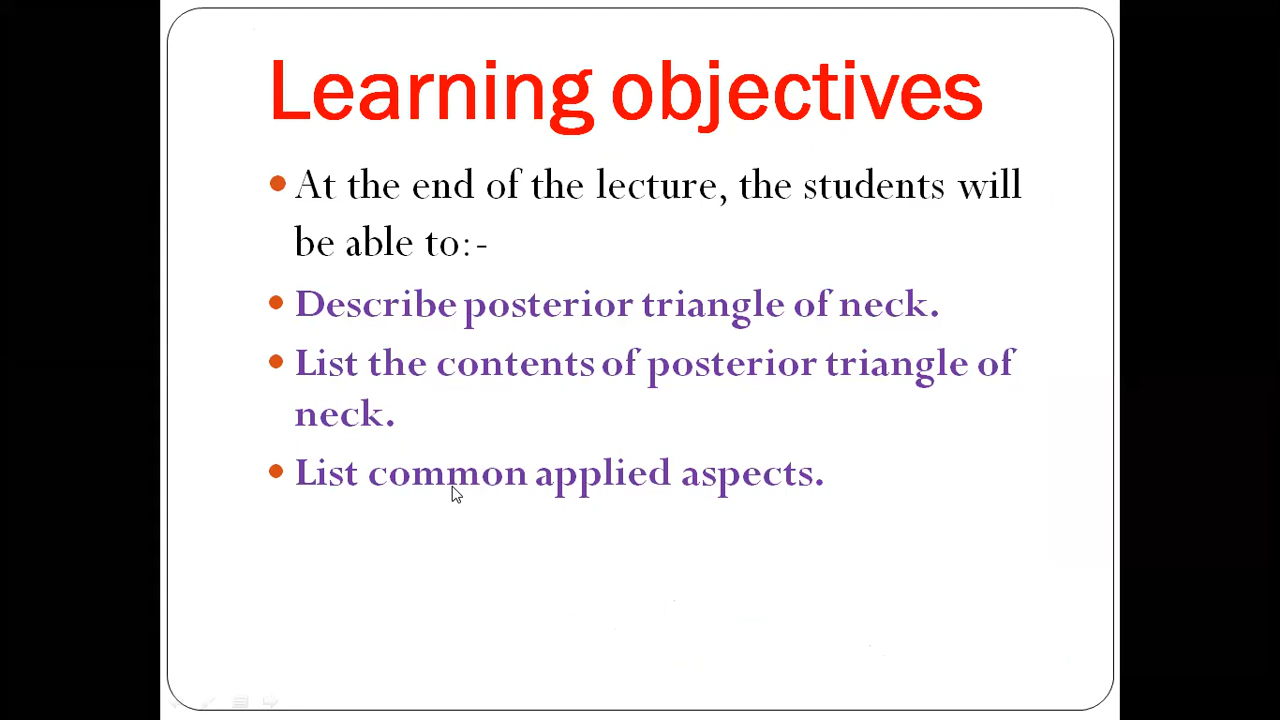 Learning objectives
At the end of the lecture, the students will
be able to:-
Describe posterior triangle of neck.
List the contents of posterior triangle of
neck.
List common applied aspects.